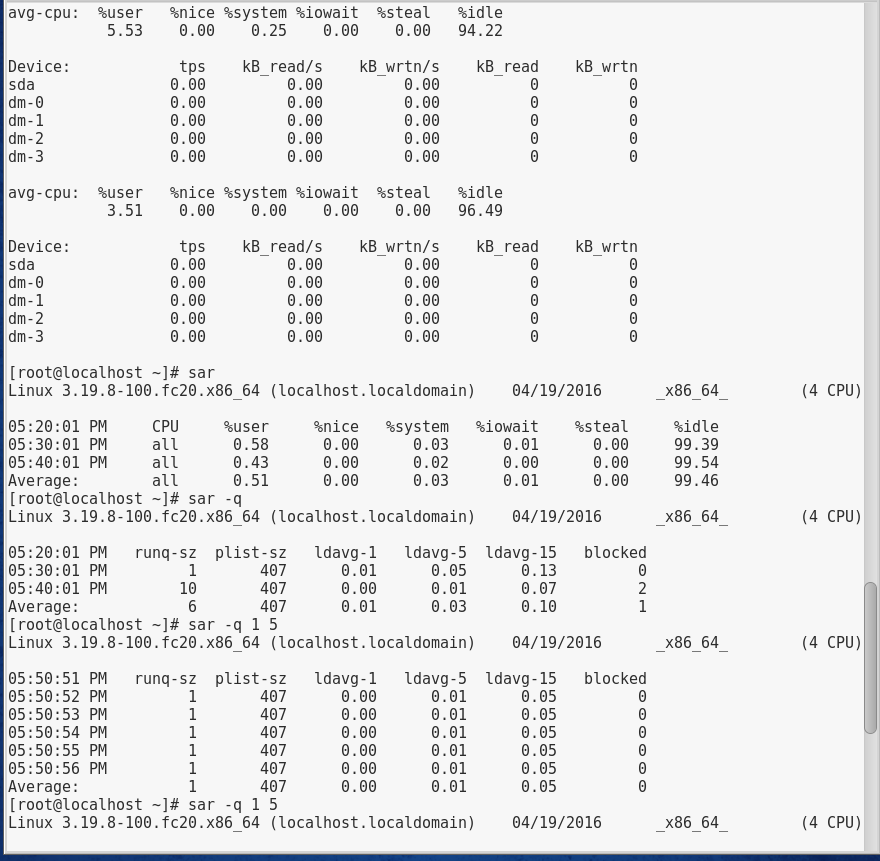 avg-cpu:  %user   %nice %system %iowait  %steal   %idle
           5.53    0.00    0.25    0.00    0.00   94.22

Device:            tps    kB_read/s    kB_wrtn/s    kB_read    kB_wrtn
sda               0.00         0.00         0.00          0          0
dm-0              0.00         0.00         0.00          0          0
dm-1              0.00         0.00         0.00          0          0
dm-2              0.00         0.00         0.00          0          0
dm-3              0.00         0.00         0.00          0          0

avg-cpu:  %user   %nice %system %iowait  %steal   %idle
           3.51    0.00    0.00    0.00    0.00   96.49

Device:            tps    kB_read/s    kB_wrtn/s    kB_read    kB_wrtn
sda               0.00         0.00         0.00          0          0
dm-0              0.00         0.00         0.00          0          0
dm-1              0.00         0.00         0.00          0          0
dm-2              0.00         0.00         0.00          0          0
dm-3              0.00         0.00         0.00          0          0

[root@localhost ~]# sar
Linux 3.19.8-100.fc20.x86_64 (localhost.localdomain)    04/19/2016      _x86_64_        (4 CPU)

05:20:01 PM     CPU     %user     %nice   %system   %iowait    %steal     %idle
05:30:01 PM     all      0.58      0.00      0.03      0.01      0.00     99.39
05:40:01 PM     all      0.43      0.00      0.02      0.00      0.00     99.54
Average:        all      0.51      0.00      0.03      0.01      0.00     99.46
[root@localhost ~]# sar -q
Linux 3.19.8-100.fc20.x86_64 (localhost.localdomain)    04/19/2016      _x86_64_        (4 CPU)

05:20:01 PM   runq-sz  plist-sz   ldavg-1   ldavg-5  ldavg-15   blocked
05:30:01 PM         1       407      0.01      0.05      0.13         0
05:40:01 PM        10       407      0.00      0.01      0.07         2
Average:            6       407      0.01      0.03      0.10         1
[root@localhost ~]# sar -q 1 5
Linux 3.19.8-100.fc20.x86_64 (localhost.localdomain)    04/19/2016      _x86_64_        (4 CPU)

05:50:51 PM   runq-sz  plist-sz   ldavg-1   ldavg-5  ldavg-15   blocked
05:50:52 PM         1       407      0.00      0.01      0.05         0
05:50:53 PM         1       407      0.00      0.01      0.05         0
05:50:54 PM         1       407      0.00      0.01      0.05         0
05:50:55 PM         1       407      0.00      0.01      0.05         0
05:50:56 PM         1       407      0.00      0.01      0.05         0
Average:            1       407      0.00      0.01      0.05         0
[root@localhost ~]# sar -q 1 5
Linux 3.19.8-100.fc20.x86_64 (localhost.localdomain)    04/19/2016      _x86_64_        (4 CPU)